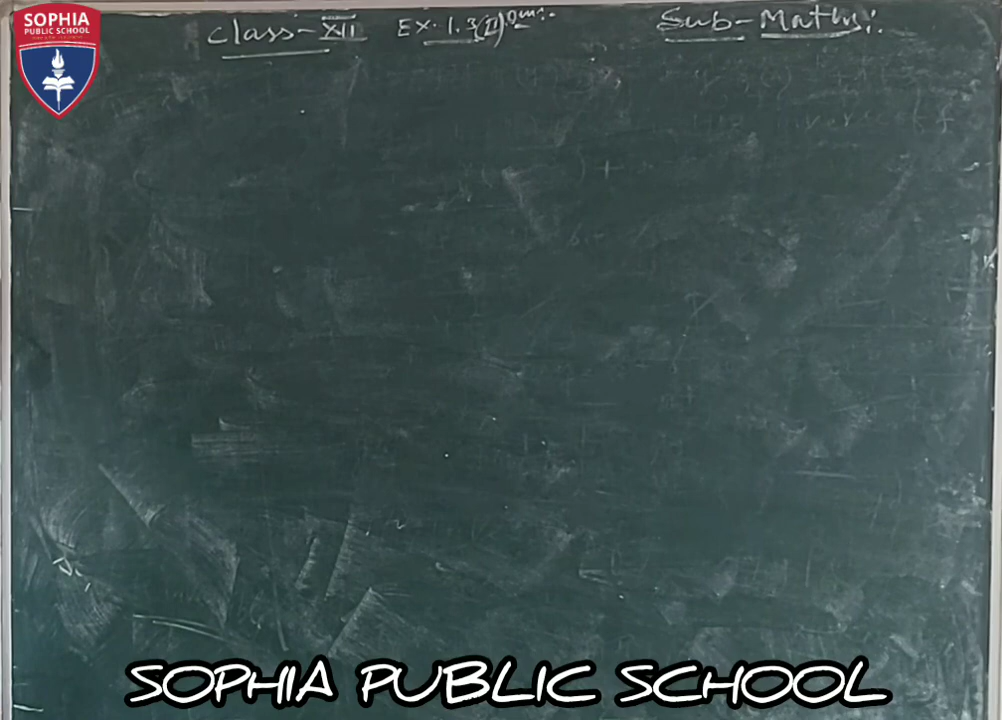 SOPHIA
PUBLIC SCHOOL
Class-XII Ex. 1.3(II) Sub-Maths:
SOPHIA PUBLIC SCHOOL